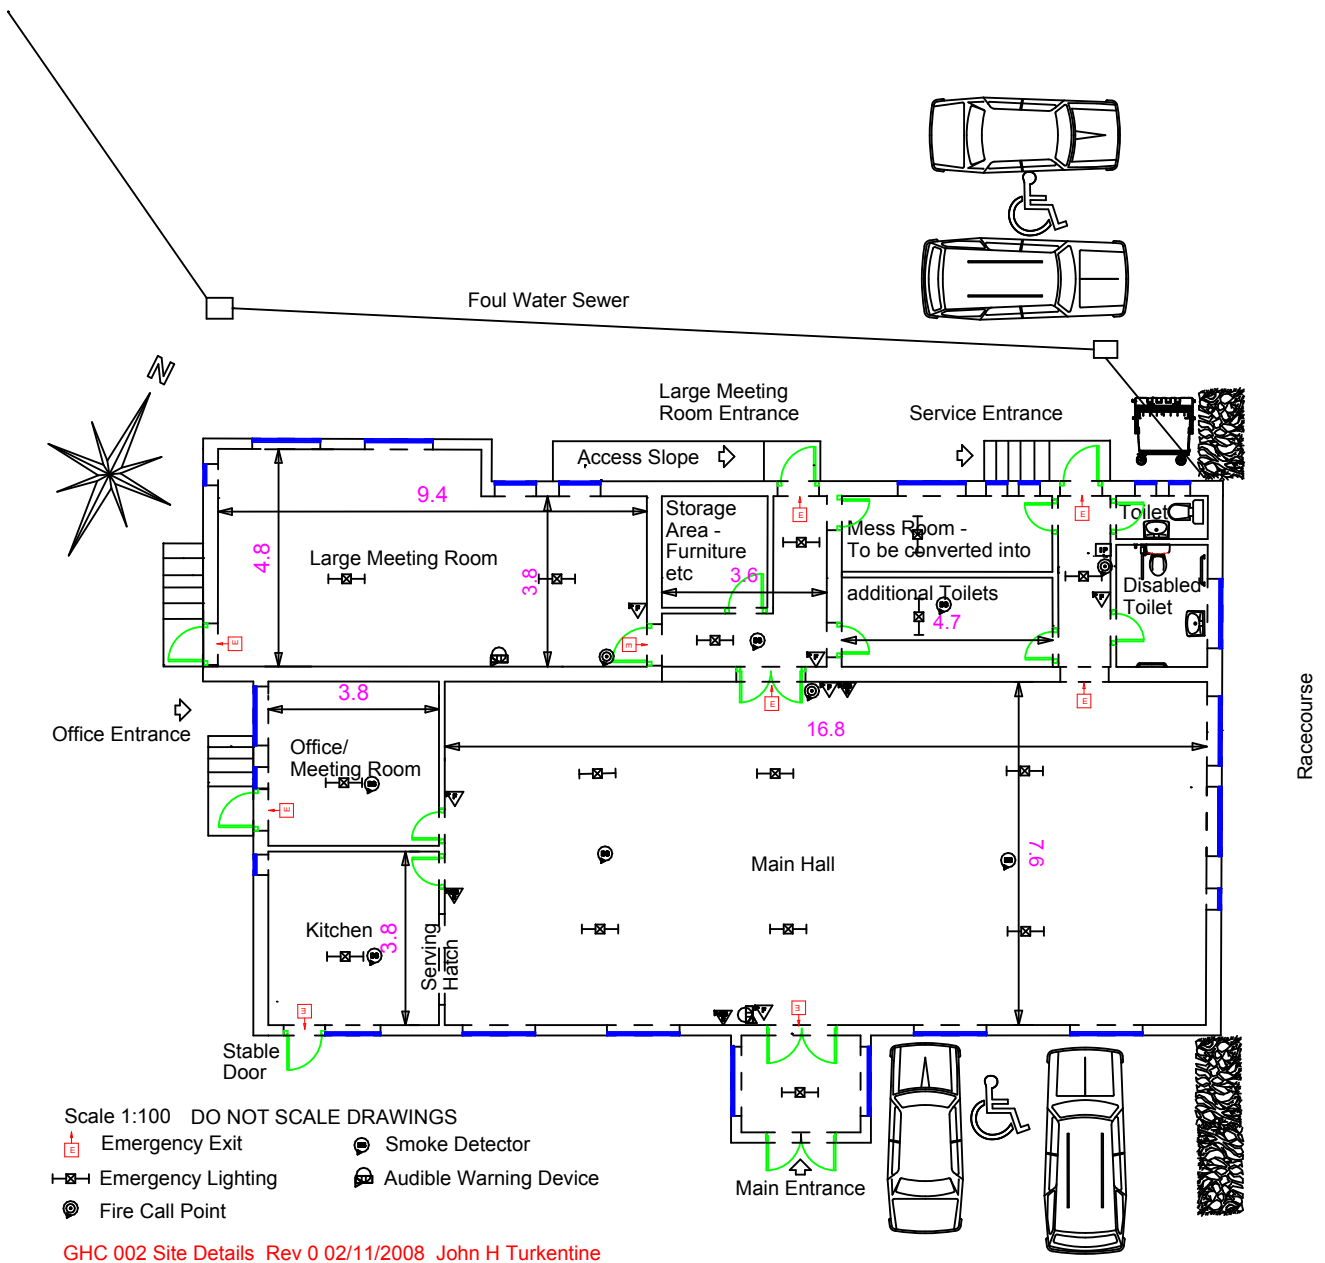 Foul Water Sewer
N
Large Meeting
Room Entrance
Service Entrance
Access Slope
9.4
Storage
Area -
Furniture
etc
E
E
Toilet
Mess Room -
To be converted into
4.8
Large Meeting Room
3.8
3.6
additional Toilets
4.7
Disabled
Toilet
E
E
3.8
E
E
Office Entrance
16.8
Office/
Meeting Room
Racecourse
E
Main Hall
7.6
Kitchen
3.8
Serving
Hatch
E
E
Stable
Door
Scale 1:100 DO NOT SCALE DRAWINGS
E Emergency Exit
Smoke Detector
Emergency Lighting
Audible Warning Device
Fire Call Point
Main Entrance
GHC 002 Site Details Rev 0 02/11/2008 John H Turkentine